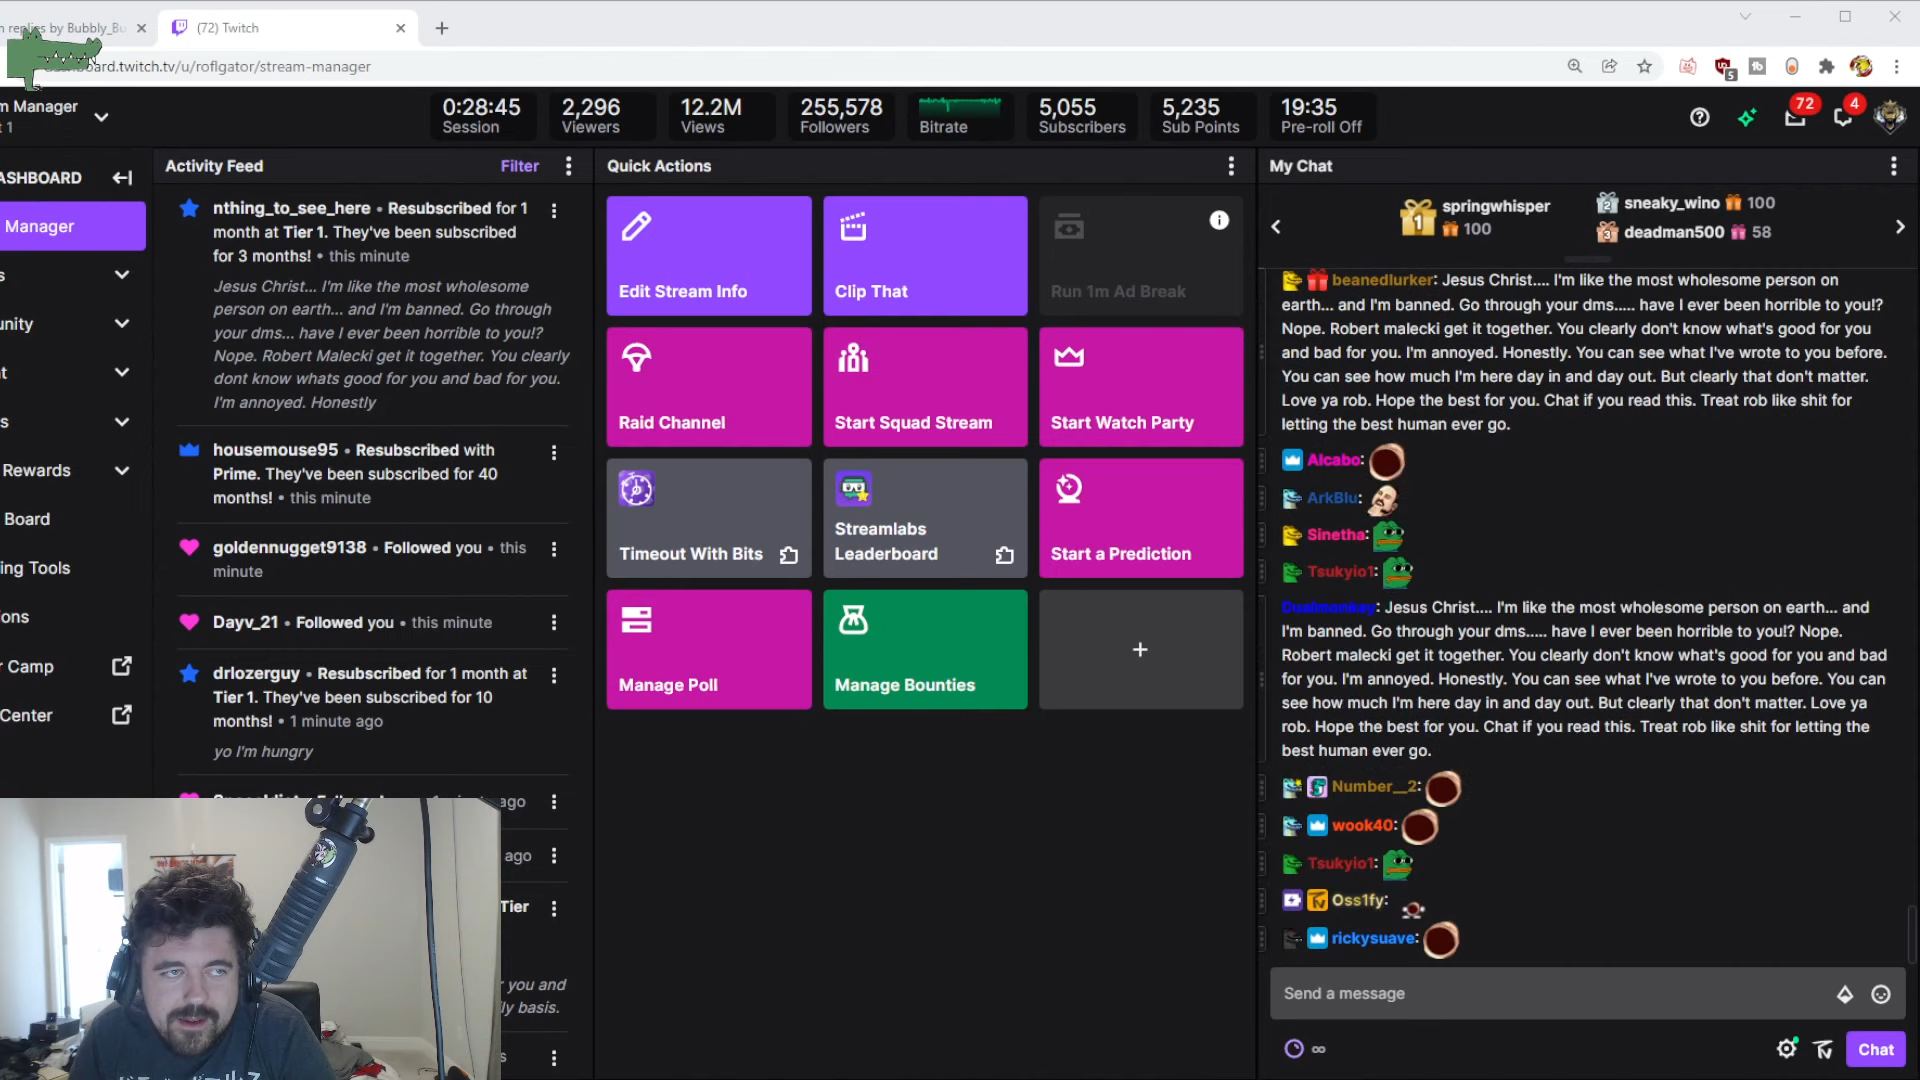 n replies by Bubbly_Bu
(72) Twitch
board.twitch.tv/u/roflgator/stream-manager
5
m Manager
t 1
0:28:45
Session
2,296
Viewers
12.2M
Views
255,578
Followers
Bitrate
5,055
Subscribers
5,235
Sub Points
19:35
Pre-roll Off
72
4
ASHBOARD
Manager
s
unity
t
s
Rewards
Board
ing Tools
ons
r Camp
Center
Activity Feed
Filter
nthing_to_see_here • Resubscribed for 1
month at Tier 1. They've been subscribed
for 3 months! • this minute
Jesus Christ... I'm like the most wholesome
person on earth... and I'm banned. Go through
your dms... have I ever been horrible to you!?
Nope. Robert Malecki get it together. You clearly
dont know whats good for you and bad for you.
I'm annoyed. Honestly
housemouse95 • Resubscribed with
Prime. They've been subscribed for 40
months! • this minute
goldennugget9138 • Followed you • this
minute
Dayv_21 • Followed you • this minute
drlozerguy • Resubscribed for 1 month at
Tier 1. They've been subscribed for 10
months! • 1 minute ago
yo I'm hungry
ago
ago
Tier
you and
ly basis.
s
Quick Actions
Edit Stream Info
Clip That
Run 1m Ad Break
Raid Channel
Start Squad Stream
Start Watch Party
Timeout With Bits
Streamlabs
Leaderboard
Start a Prediction
Manage Poll
Manage Bounties
My Chat
1
springwhisper
100
2
sneaky_wino 100
3
deadman500 58
beanedlurker: Jesus Christ.... I'm like the most wholesome person on
earth... and I'm banned. Go through your dms..... have I ever been horrible to you!?
Nope. Robert malecki get it together. You clearly don't know what's good for you
and bad for you. I'm annoyed. Honestly. You can see what I've wrote to you before.
You can see how much I'm here day in and day out. But clearly that don't matter.
Love ya rob. Hope the best for you. Chat if you read this. Treat rob like shit for
letting the best human ever go.
Alcabo:
ArkBlu:
Sinetha:
Tsukyio1:
Dualmonkey: Jesus Christ.... I'm like the most wholesome person on earth... and
I'm banned. Go through your dms..... have I ever been horrible to you!? Nope.
Robert malecki get it together. You clearly don't know what's good for you and bad
for you. I'm annoyed. Honestly. You can see what I've wrote to you before. You can
see how much I'm here day in and day out. But clearly that don't matter. Love ya
rob. Hope the best for you. Chat if you read this. Treat rob like shit for letting the
best human ever go.
Number__2:
wook40:
Tsukyio1:
Oss1fy:
rickysuave:
Send a message
∞
Chat